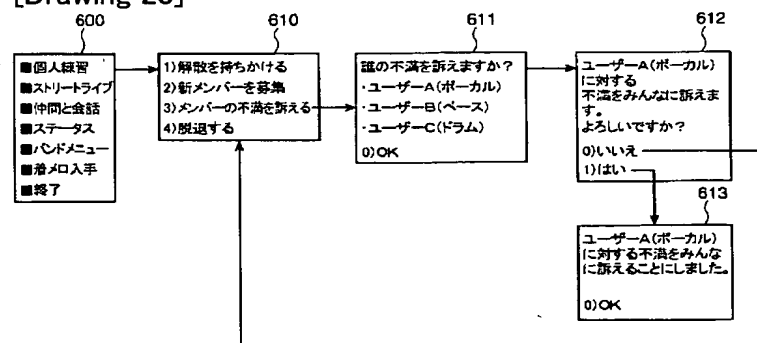 600
■個人練習
■ストリートライブ
■仲間と会話
■ステータス
■バンドメニュー
■着メロ入手
■終了
610
1)解散を持ちかける
2)新メンバーを募集
3)メンバーの不満を訴える
4)脱退する
611
誰の不満を訴えますか？
・ユーザーA(ボーカル)
・ユーザーB(ベース)
・ユーザーC(ドラム)
0)OK
612
ユーザーA(ボーカル)
に対する
不満をみんなに訴えま
す。
よろしいですか？
0)いいえ
1)はい
613
ユーザーA(ボーカル)
に対する不満をみんな
に訴えることにしました。
0)OK